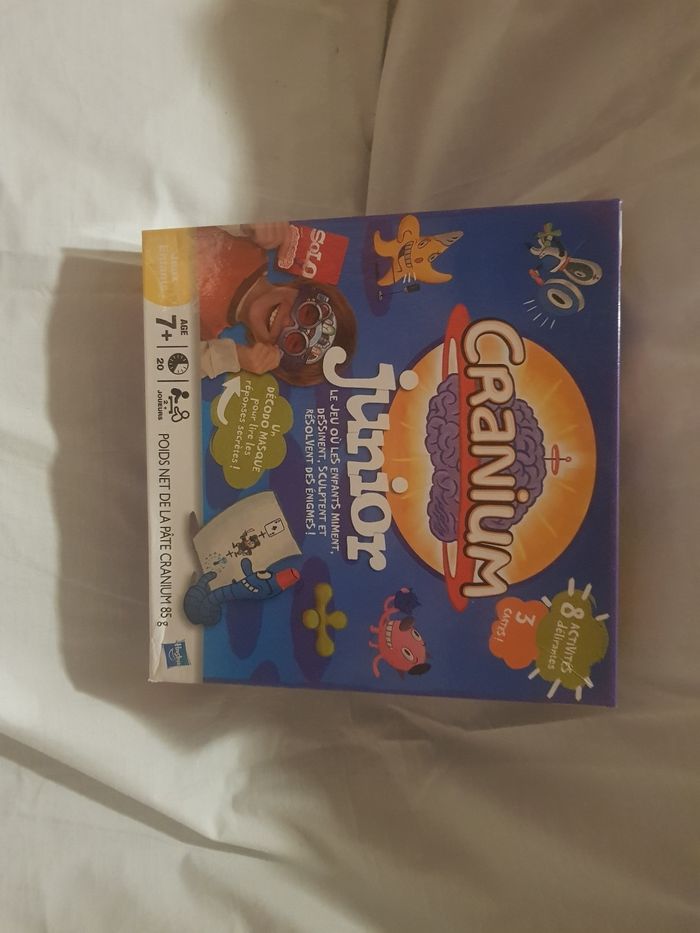 8 ACTIVITÉS
délirantes
3
CARTES !
CRANIUM
junior
LE JEU OÙ LES ENFANTS MIMENT,
DESSINENT, SCULPTENT ET
RÉSOLVENT DES ÉNIGMES !
SOLO
Un
DÉCODO MASQUE
pour lire les
réponses secrètes !
Jeux
Enfants
AGE
7+
20
2+
JOUEURS
POIDS NET DE LA PÂTE CRANIUM 85 g
Hasbro